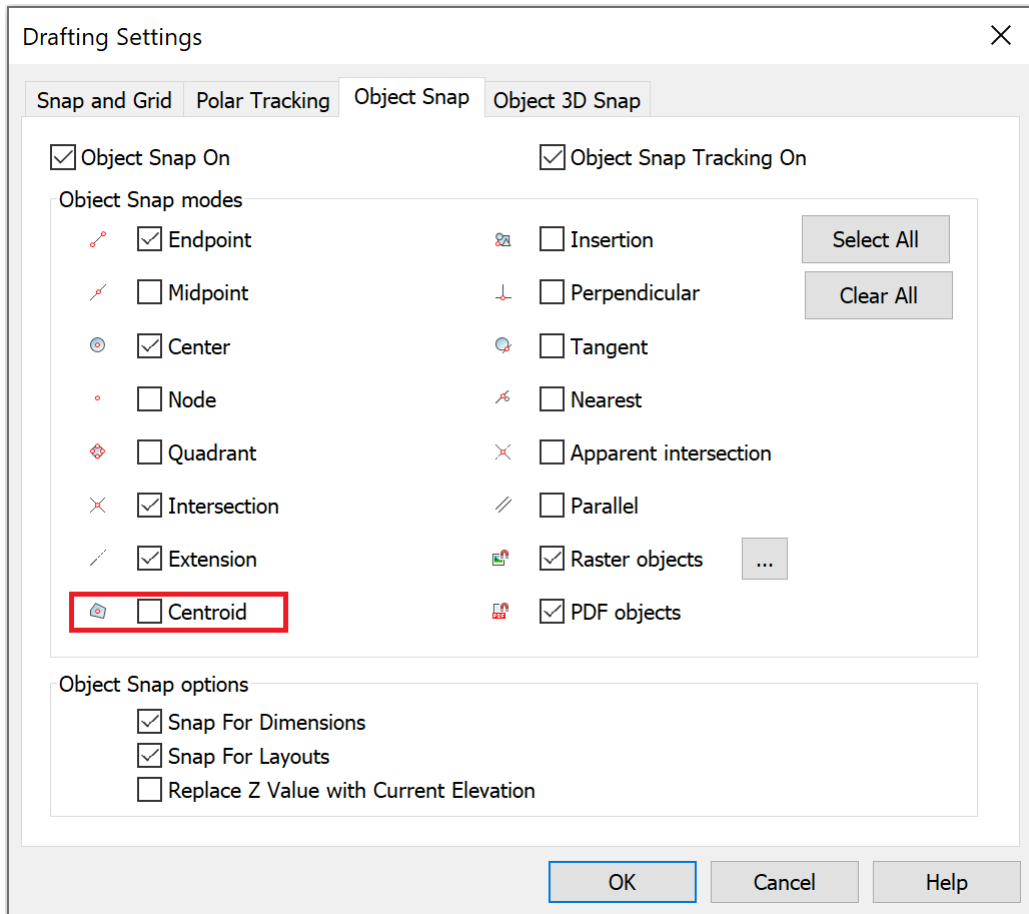 Drafting Settings
Snap and Grid
Polar Tracking
Object Snap
Object 3D Snap
Object Snap On
Object Snap Tracking On
Object Snap modes
Endpoint
Insertion
Select All
Midpoint
Perpendicular
Clear All
Center
Tangent
Node
Nearest
Quadrant
Apparent intersection
Intersection
Parallel
Extension
Raster objects
...
Centroid
PDF
PDF objects
Object Snap options
Snap For Dimensions
Snap For Layouts
Replace Z Value with Current Elevation
OK
Cancel
Help